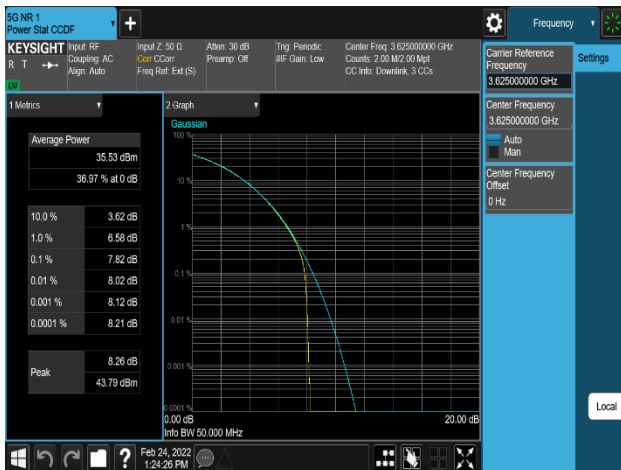 5G NR 1
Power Stat CCDF
Frequency
KEYSIGHT
R T
LXI
Input: RF
Coupling: AC
Align: Auto
Input Z: 50 Ω
Corr CCorr
Freq Ref: Ext (S)
Atten: 30 dB
Preamp: Off
Trig: Periodic
#IF Gain: Low
Center Freq: 3.625000000 GHz
Counts: 2.00 M/2.00 Mpt
CC Info: Downlink, 3 CCs
Carrier Reference
Frequency
3.625000000 GHz
Settings
Center Frequency
3.625000000 GHz
Auto
Man
Center Frequency
Offset
0 Hz
Local
1 Metrics
Average Power
35.53 dBm
36.97 % at 0 dB
10.0 % 3.62 dB
1.0 % 6.58 dB
0.1 % 7.82 dB
0.01 % 8.02 dB
0.001 % 8.12 dB
0.0001 % 8.21 dB
Peak
8.26 dB
43.79 dBm
2 Graph
Gaussian
100 %
10 %
1 %
0.1 %
0.01 %
0.001 %
0.0001 %
0.00 dB 20.00 dB
Info BW 50.000 MHz
?
Feb 24, 2022
1:24:26 PM